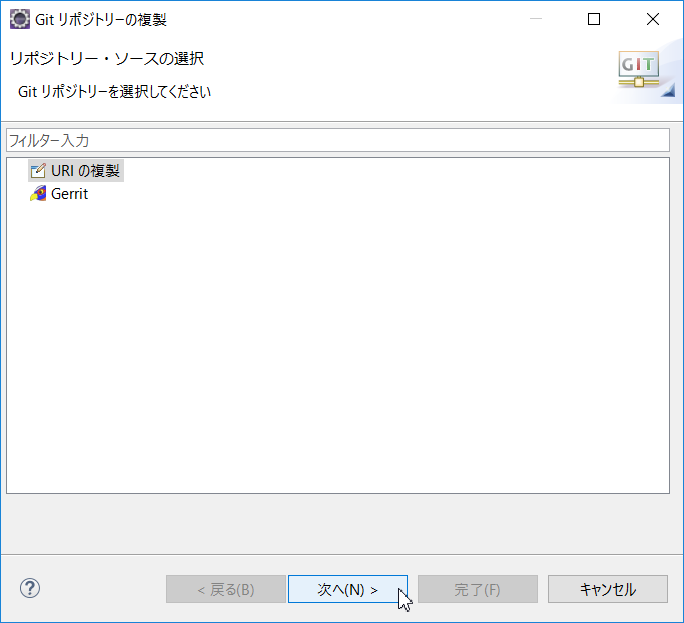 Git リポジトリーの複製
リポジトリー・ソースの選択
Git リポジトリーを選択してください
GIT
フィルター入力
URI の複製
Gerrit
?
< 戻る(B)
次へ(N) >
完了(F)
キャンセル